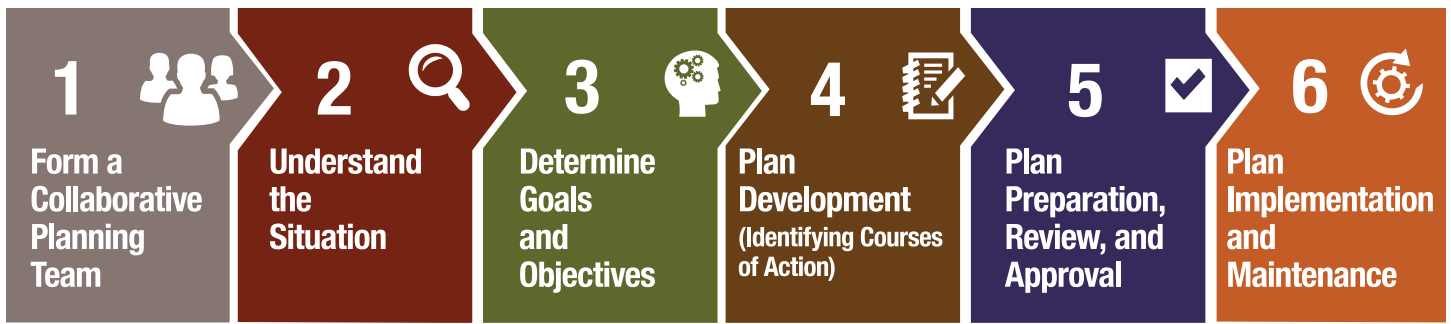 1
Form a
Collaborative
Planning
Team
2
Understand
the
Situation
3
Determine
Goals
and
Objectives
4
Plan
Development
(Identifying Courses
of Action)
5
Plan
Preparation,
Review, and
Approval
6
Plan
Implementation
and
Maintenance